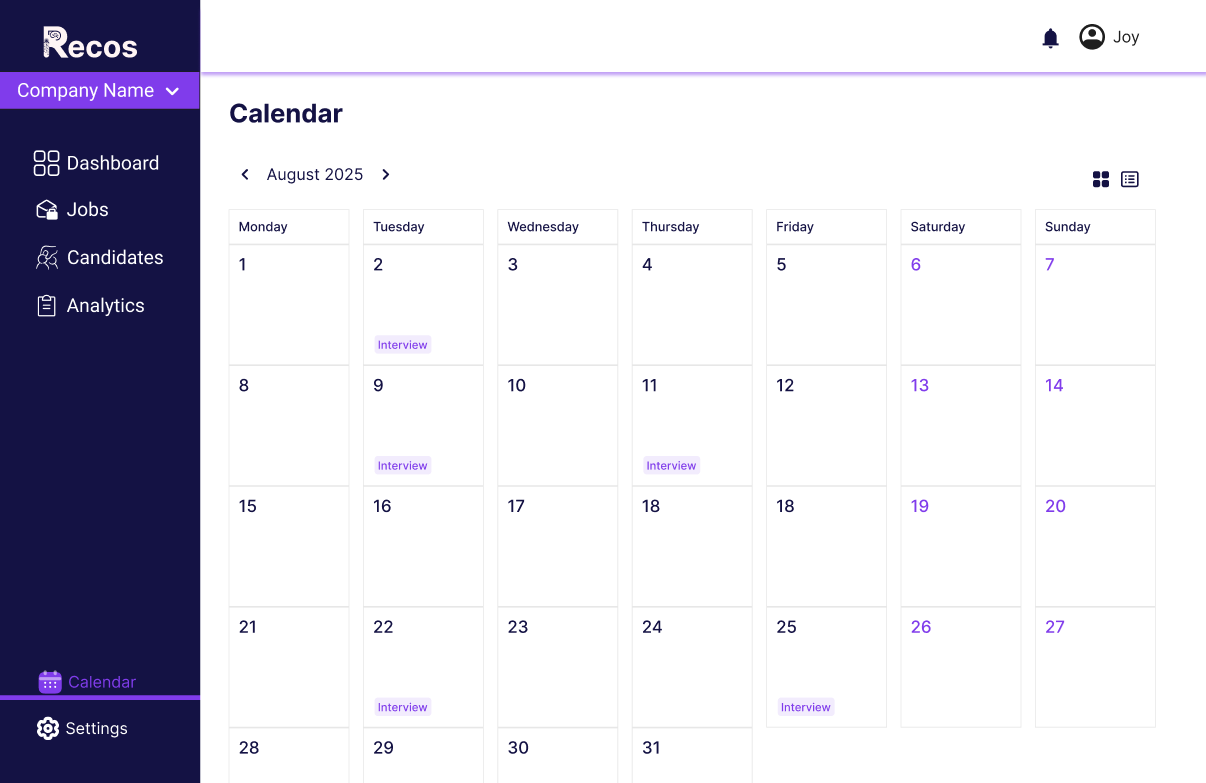 Recos
Joy
Company Name
Calendar
Dashboard
August 2025
Jobs
Monday Tuesday Wednesday Thursday Friday Saturday Sunday
Candidates
1 2 3 4 5 6 7
Analytics
Interview
8 9 10 11 12 13 14
Interview Interview
15 16 17 18 18 19 20
21 22 23 24 25 26 27
Calendar
Interview Interview
Settings
28 29 30 31